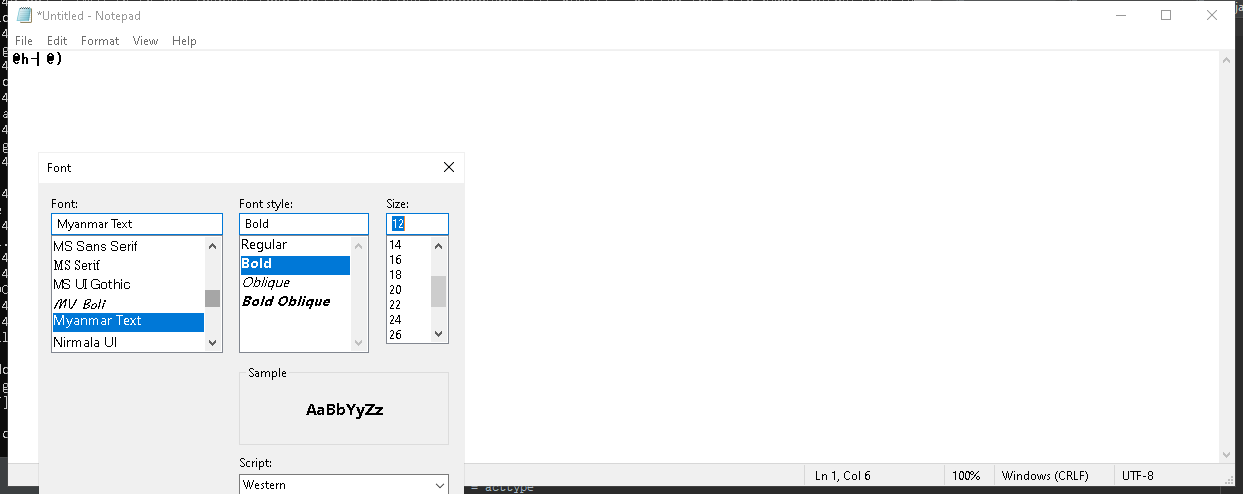 *Untitled - Notepad
File Edit Format View Help
@h-| @)
Font
Font: Font style: Size:
Myanmar Text Bold 12
MS Sans Serif Regular 14
MS Serif Bold 16
MS UI Gothic Oblique 18
MV Boli Bold Oblique 20
Myanmar Text 22
Nirmala UI 24
26
Sample
AaBbYyZz
Script:
Western
Ln 1, Col 6 100% Windows (CRLF) UTF-8
= acctype